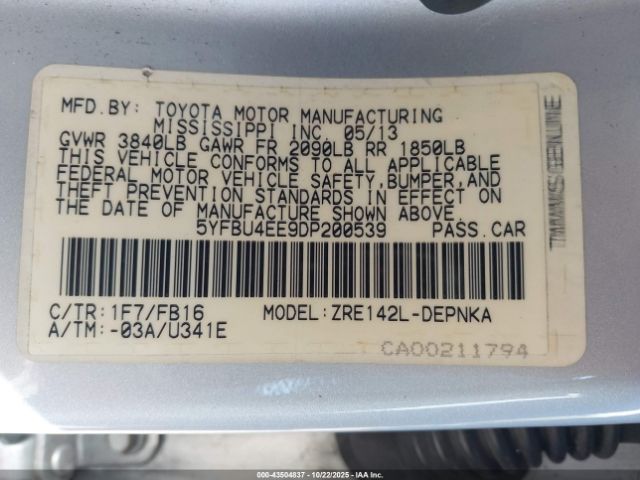 MFD.BY: TOYOTA MOTOR MANUFACTURING
MISSISSIPPI INC. 05/13
GVWR 3840LB GAWR FR 2090LB RR 1850LB
THIS VEHICLE CONFORMS TO ALL APPLICABLE
FEDERAL MOTOR VEHICLE SAFETY, BUMPER, AND
THEFT PREVENTION STANDARDS IN EFFECT ON
THE DATE OF MANUFACTURE SHOWN ABOVE.
5YFBU4EE9DP200539 PASS.CAR
C/TR: 1F7/FB16 MODEL: ZRE142L-DEPNKA
A/TM: -03A/U341E
CA00211794
000-43504837 - 10/22/2025 - IAA Inc.